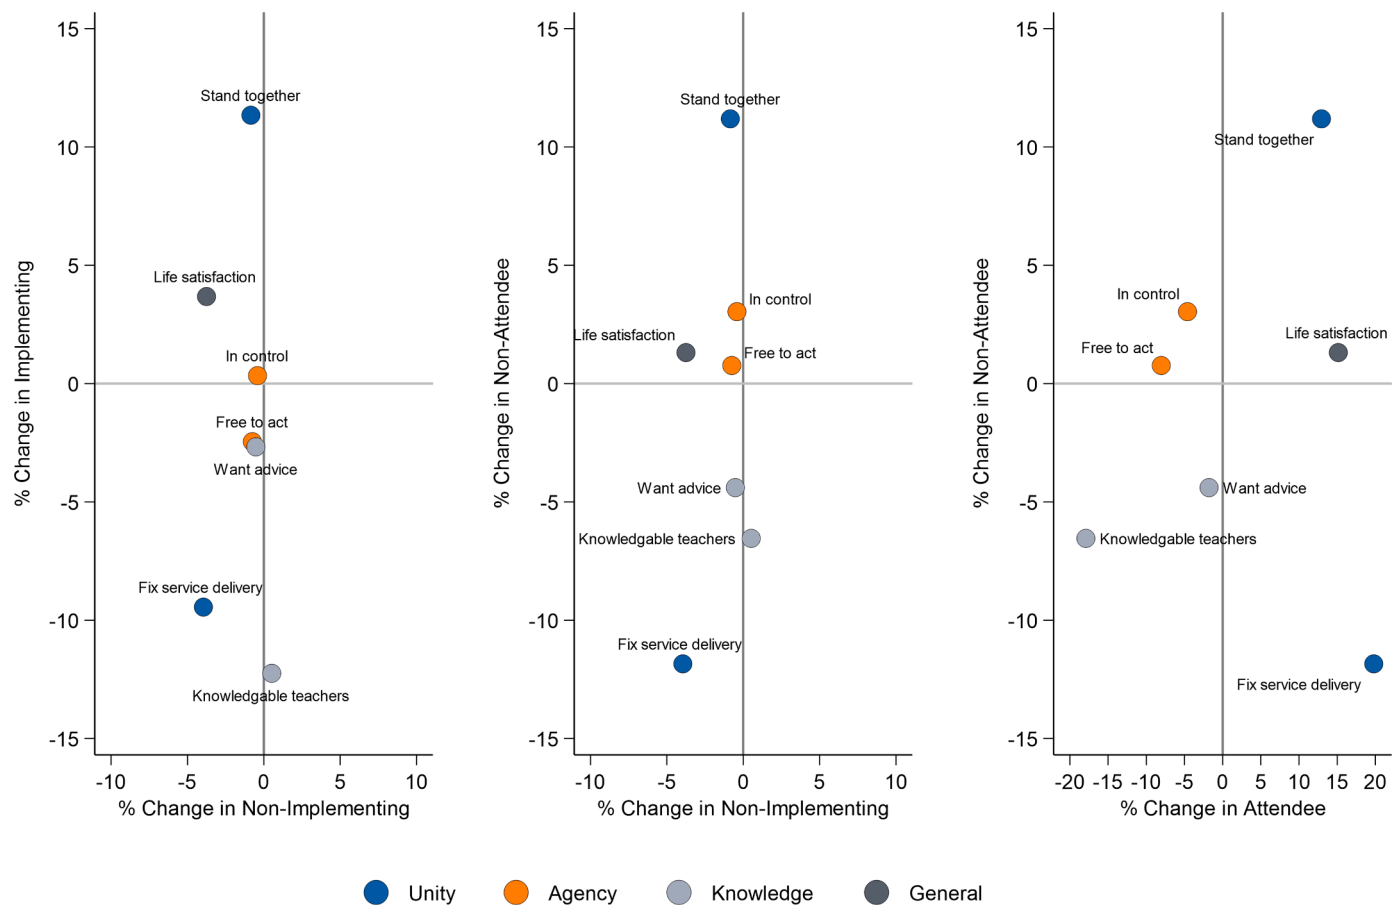 15
10
5
0
-5
-10
-15
% Change in Implementing
Stand together
Life satisfaction
In control
Free to act
Want advice
Fix service delivery
Knowledgable teachers
-10 -5 0 5 10
% Change in Non-Implementing
15
10
5
0
-5
-10
-15
% Change in Non-Attendee
Stand together
In control
Life satisfaction
Free to act
Want advice
Knowledgable teachers
Fix service delivery
-10 -5 0 5 10
% Change in Non-Implementing
15
10
5
0
-5
-10
-15
% Change in Non-Attendee
Stand together
In control
Life satisfaction
Free to act
Want advice
Knowledgable teachers
Fix service delivery
-20 -15 -10 -5 0 5 10 15 20
% Change in Attendee
Unity Agency Knowledge General